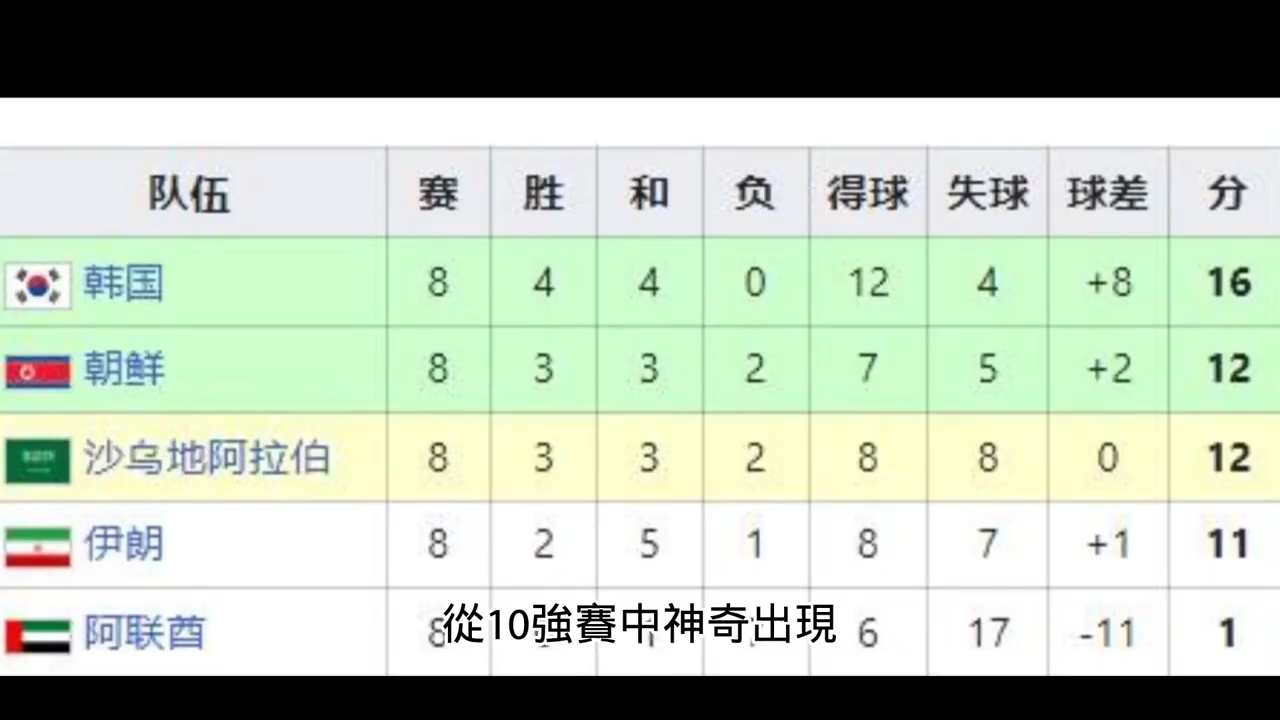 队伍 赛 胜 和 负 得球 失球 球差 分
韩国 8 4 4 0 12 4 +8 16
朝鲜 8 3 3 2 7 5 +2 12
沙乌地阿拉伯 8 3 3 2 8 8 0 12
伊朗 8 2 5 1 8 7 +1 11
阿联酋 8 6 17 -11 1
從10強賽中神奇出現